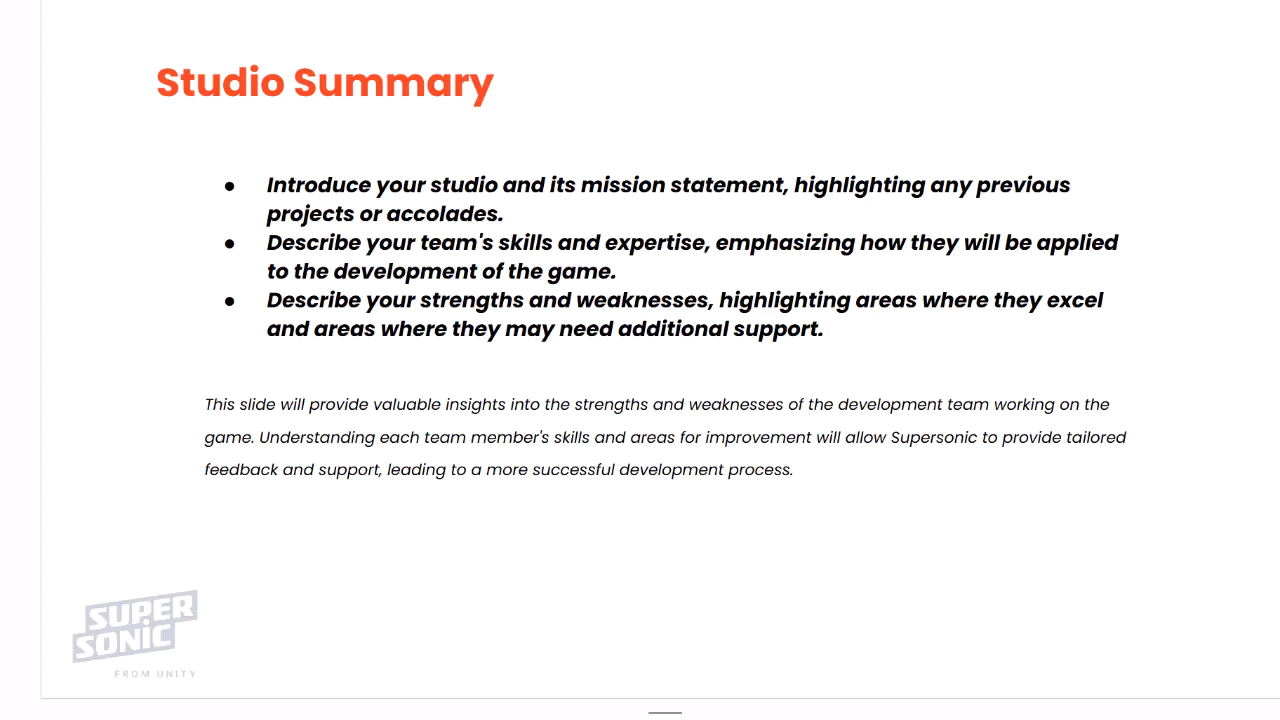 Studio Summary
● Introduce your studio and its mission statement, highlighting any previous
projects or accolades.
● Describe your team's skills and expertise, emphasizing how they will be applied
to the development of the game.
● Describe your strengths and weaknesses, highlighting areas where they excel
and areas where they may need additional support.
This slide will provide valuable insights into the strengths and weaknesses of the development team working on the
game. Understanding each team member's skills and areas for improvement will allow Supersonic to provide tailored
feedback and support, leading to a more successful development process.
SUPER
SONIC
FROM UNITY